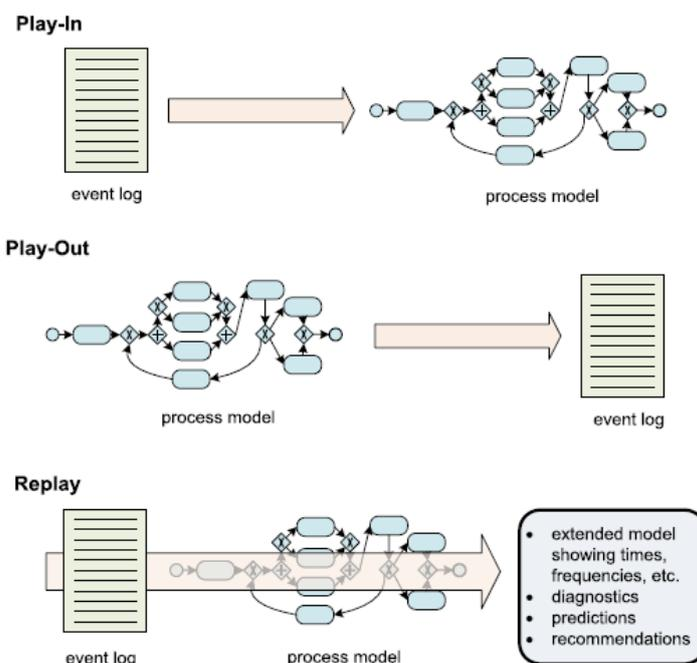 Play-In
event log
process model
Play-Out
process model
event log
Replay
event log
process model
• extended model
showing times,
frequencies, etc.
• diagnostics
• predictions
• recommendations